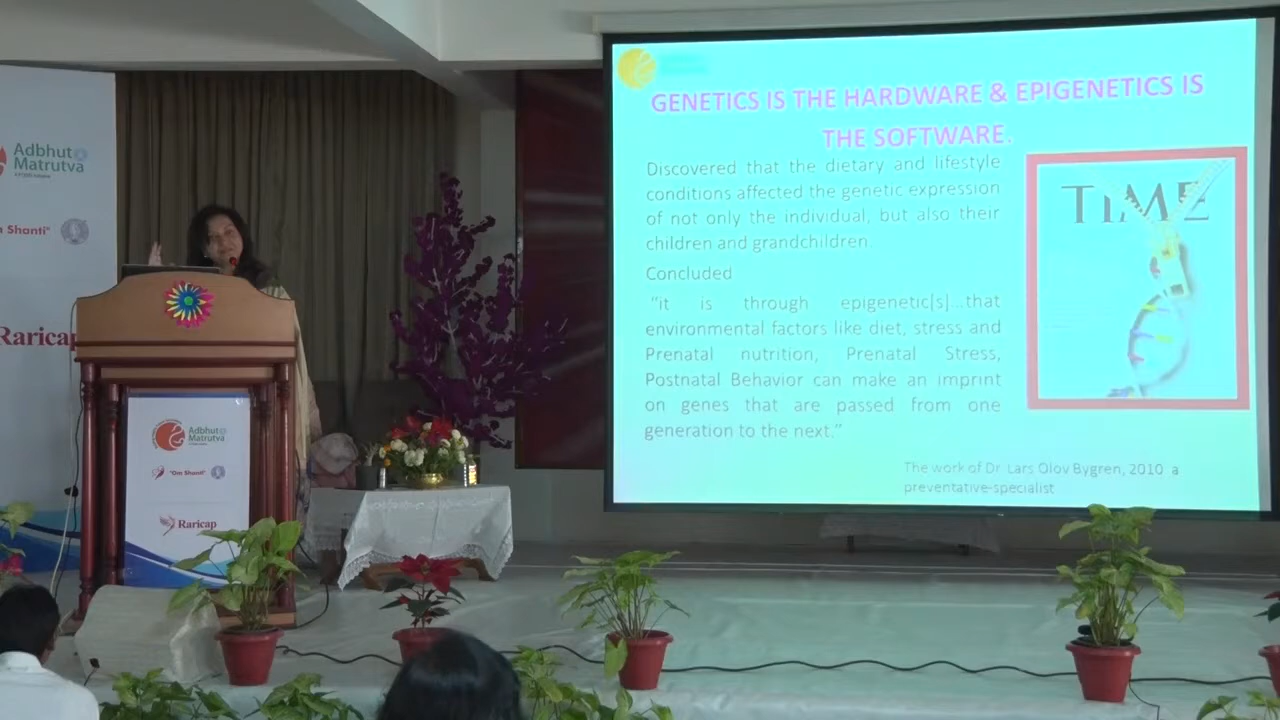 Adbhut
Matrutva
m Shanti"
Raricap
Adbhut
Matrutva
"Om Shanti"
Raricap
GENETICS IS THE HARDWARE & EPIGENETICS IS
THE SOFTWARE.
Discovered that the dietary and lifestyle
conditions affected the genetic expression
of not only the individual, but also their
children and grandchildren.
Concluded
"it is through epigenetic[s]...that
environmental factors like diet, stress and
Prenatal nutrition, Prenatal Stress,
Postnatal Behavior can make an imprint
on genes that are passed from one
generation to the next."
TIME
The work of Dr. Lars Olov Bygren, 2010 a
preventative-specialist